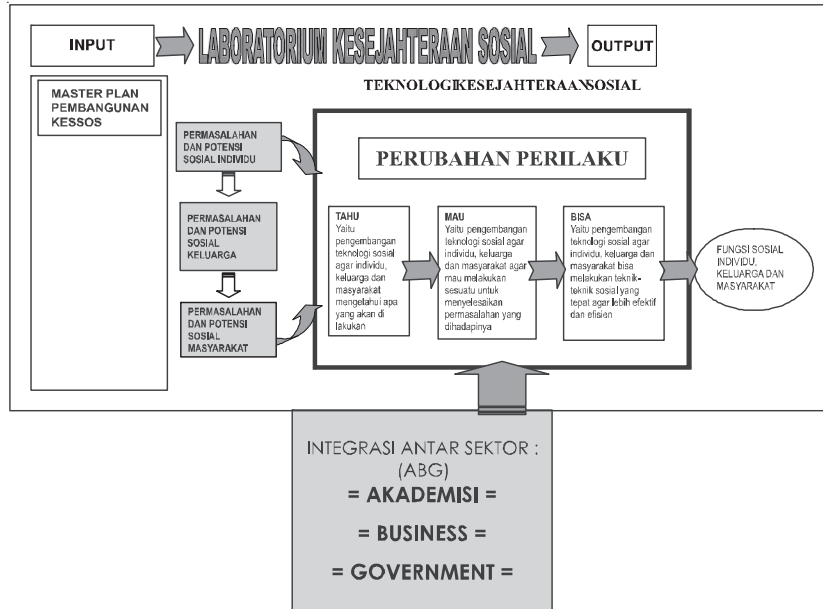 INPUT
LABORATORIUM KESEJAHTERAAN SOSIAL
OUTPUT
TEKNOLOGI KESEJAHTERAAN SOSIAL
MASTER PLAN
PEMBANGUNAN
KESSOS
PERMASALAHAN
DAN POTENSI
SOSIAL INDIVIDU
PERMASALAHAN
DAN POTENSI
SOSIAL
KELUARGA
PERMASALAHAN
DAN POTENSI
SOSIAL
MASYARAKAT
PERUBAHAN PERILAKU
TAHU
Yaitu
pengembangan
teknologi sosial
agar individu,
keluarga dan
masyarakat
mengetahui apa
yang akan di
lakukan
MAU
Yaitu pengembangan
teknologi sosial agar
individu, keluarga
dan masyarakat agar
mau melakukan
sesuatu untuk
menyelesaikan
permasalahan yang
dihadapinya
BISA
Yaitu pengembangan
teknologi sosial agar
individu, keluarga dan
masyarakat bisa
melakukan teknik-
teknik sosial yang
tepat agar lebih efektif
dan efisien
FUNGSI SOSIAL
INDIVIDU,
KELUARGA DAN
MASYARAKAT
INTEGRASI ANTAR SEKTOR :
(ABG)
= AKADEMISI =
= BUSINESS =
= GOVERNMENT =